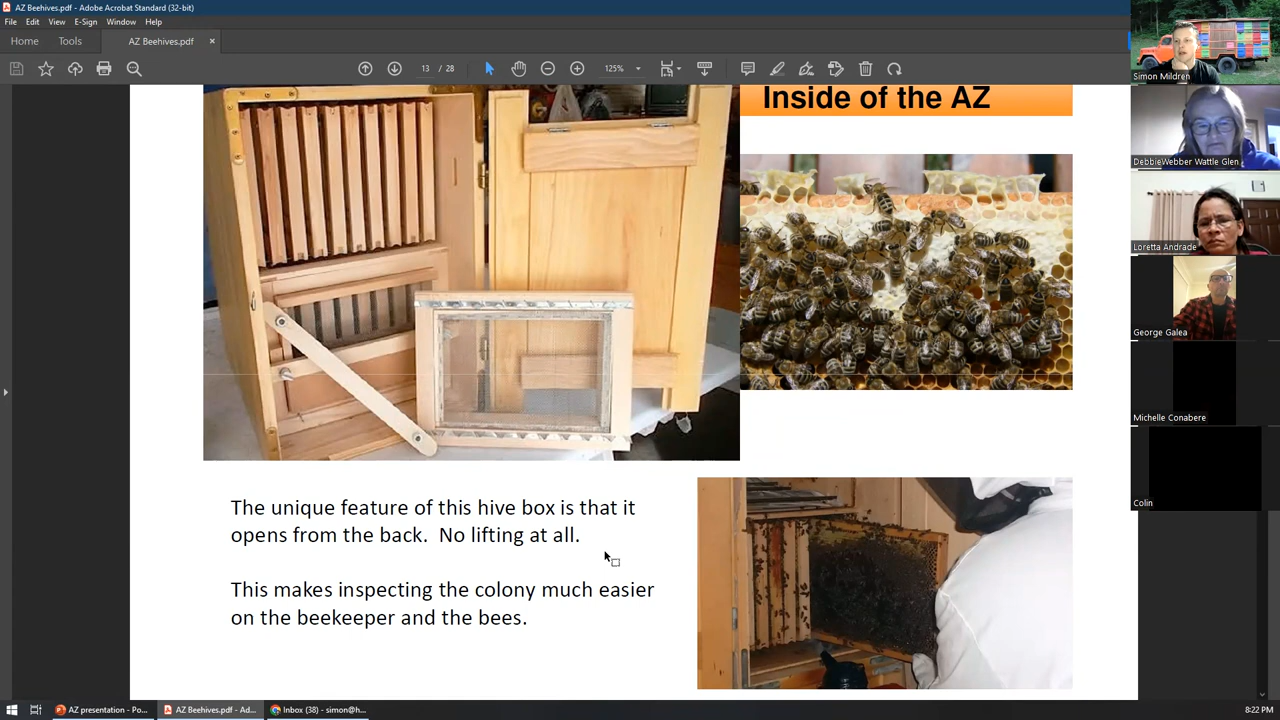 AZ Beehives.pdf - Adobe Acrobat Standard (32-bit)
File Edit View E-Sign Window Help
Home Tools AZ Beehives.pdf ×
13 / 28 125%
Inside of the AZ
The unique feature of this hive box is that it
opens from the back. No lifting at all.
This makes inspecting the colony much easier
on the beekeeper and the bees.
Simon Mildren
DebbieWebber Wattle Glen
Loretta Andrade
George Galea
Michelle Conabere
Colin
AZ presentation - Po...
AZ Beehives.pdf - Ad...
Inbox (38) - simon@h...
8:22 PM